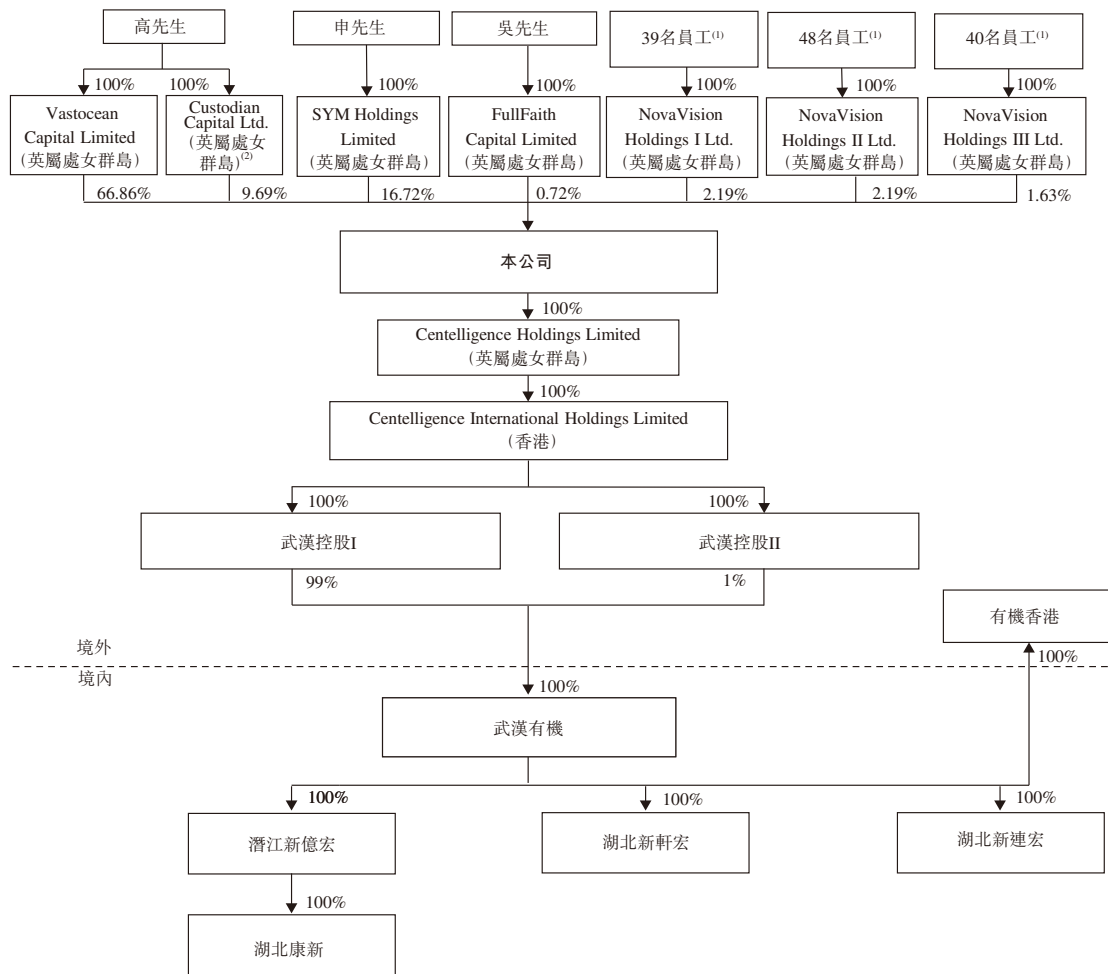 高先生
申先生
吳先生
39名員工(1)
48名員工(1)
40名員工(1)
100%
100%
100%
100%
100%
100%
100%
Vastocean
Capital Limited
(英屬處女群島)
Custodian
Capital Ltd.
(英屬處女
群島)(2)
SYM Holdings
Limited
(英屬處女群島)
FullFaith
Capital Limited
(英屬處女群島)
NovaVision
Holdings I Ltd.
(英屬處女群島)
NovaVision
Holdings II Ltd.
(英屬處女群島)
NovaVision
Holdings III Ltd.
(英屬處女群島)
66.86%
9.69%
16.72%
0.72%
2.19%
2.19%
1.63%
本公司
100%
Centelligence Holdings Limited
(英屬處女群島)
100%
Centelligence International Holdings Limited
(香港)
100%
100%
武漢控股I
武漢控股II
99%
1%
有機香港
境外
100%
境內
100%
武漢有機
100%
100%
100%
潛江新億宏
湖北新軒宏
湖北新連宏
100%
湖北康新